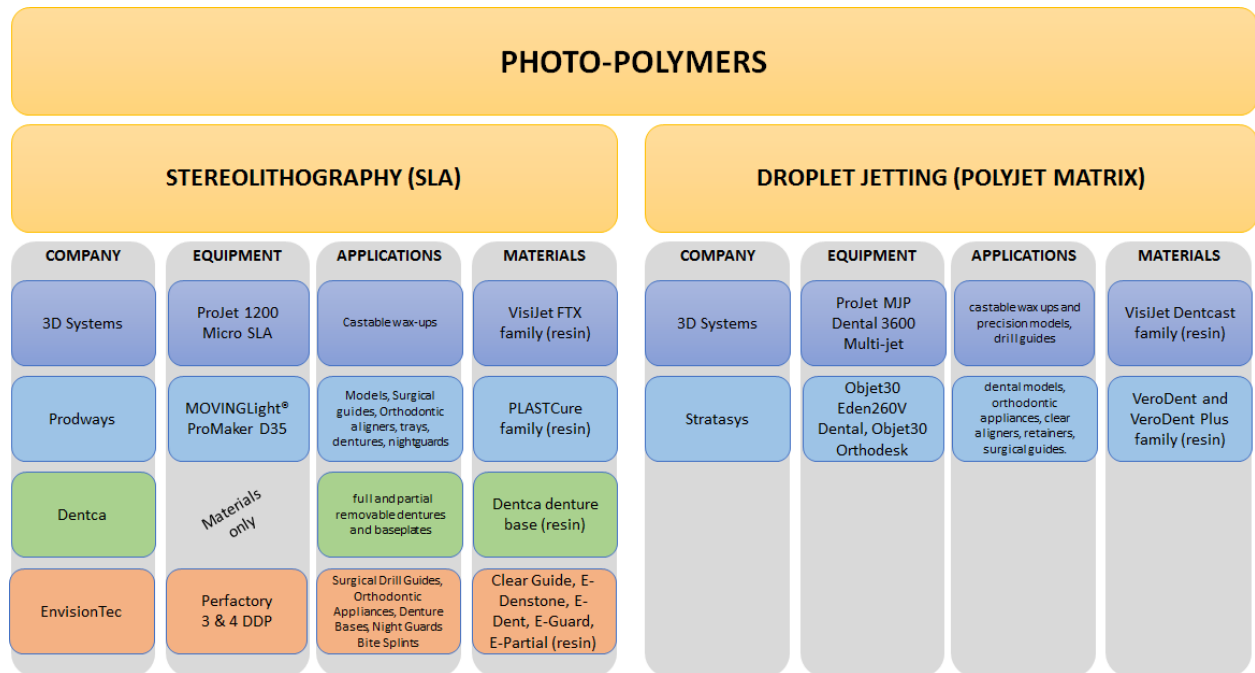 PHOTO-POLYMERS
STEREOLITHOGRAPHY (SLA)
COMPANY
EQUIPMENT
APPLICATIONS
MATERIALS
3D Systems
ProJet 1200
Micro SLA
Castable wax-ups
VisiJet FTX
family (resin)
Prodways
MOVINGLight®
ProMaker D35
Models, Surgical
guides, Orthodontic
aligners, trays,
dentures, nightguards
PLASTCure
family (resin)
Dentca
Materials
only
full and partial
removable dentures
and baseplates
Dentca denture
base (resin)
EnvisionTec
Perfactory
3 & 4 DDP
Surgical Drill Guides,
Orthodontic
Appliances, Denture
Bases, Night Guards
Bite Splints
Clear Guide, E-
Denstone, E-
Dent, E-Guard,
E-Partial (resin)
DROPLET JETTING (POLYJET MATRIX)
COMPANY
EQUIPMENT
APPLICATIONS
MATERIALS
3D Systems
ProJet MJP
Dental 3600
Multi-jet
castable wax ups and
precision models,
drill guides
VisiJet Dentcast
family (resin)
Stratasys
Objet30
Eden260V
Dental, Objet30
Orthodesk
dental models,
orthodontic
appliances, clear
aligners, retainers,
surgical guides.
VeroDent and
VeroDent Plus
family (resin)